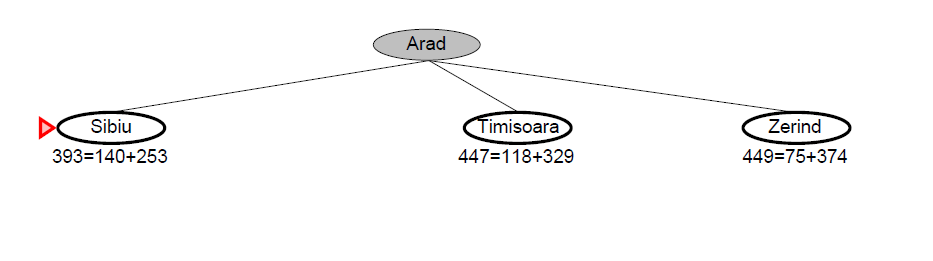 Arad
Sibiu
Timisoara
Zerind
393=140+253
447=118+329
449=75+374